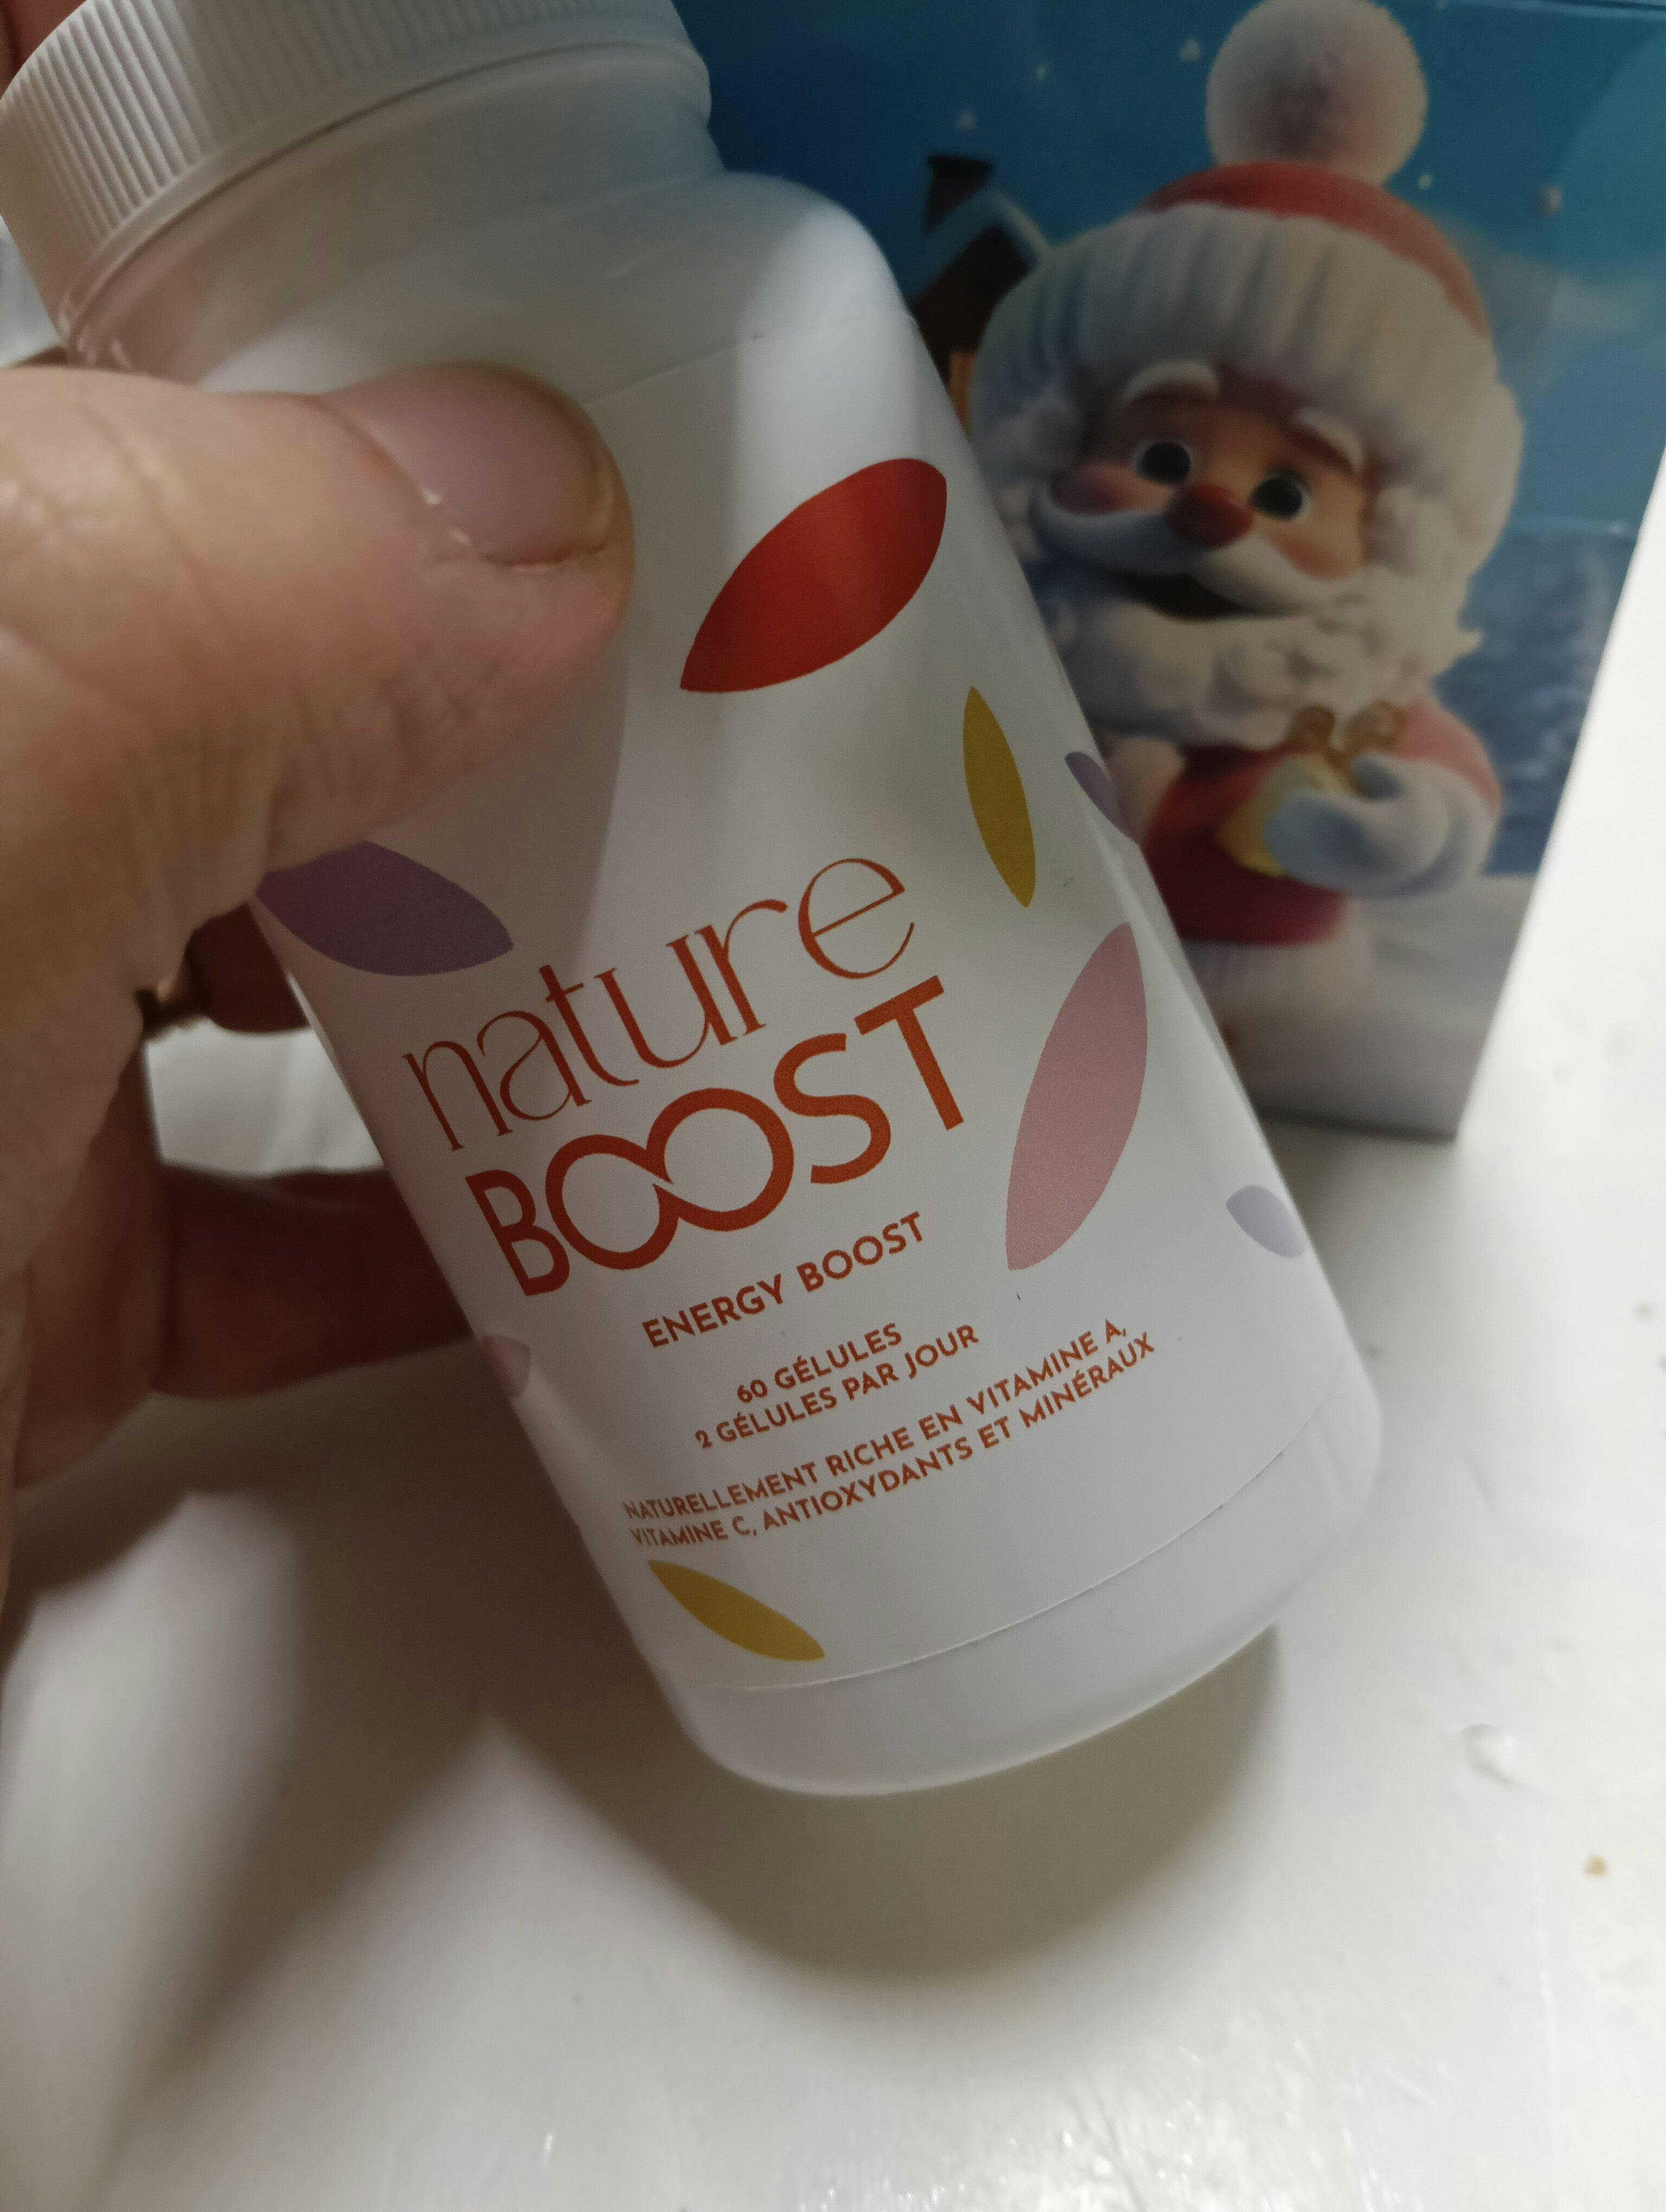 nature
BOOST
ENERGY BOOST
60 GÉLULES
2 GÉLULES PAR JOUR
NATURELLEMENT RICHE EN VITAMINE A,
VITAMINE C, ANTIOXYDANTS ET MINÉRAUX